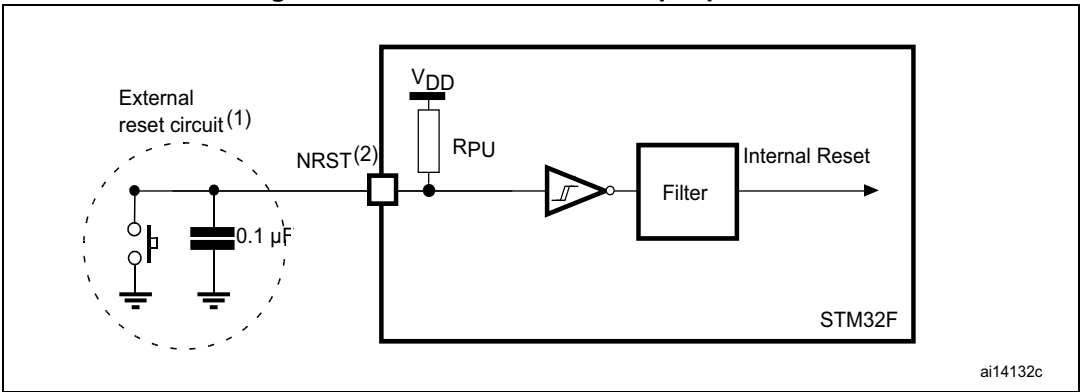 VDD
External
reset circuit(1)
NRST(2)
RPU
Internal Reset
Filter
0.1 µF
STM32F
ai14132c